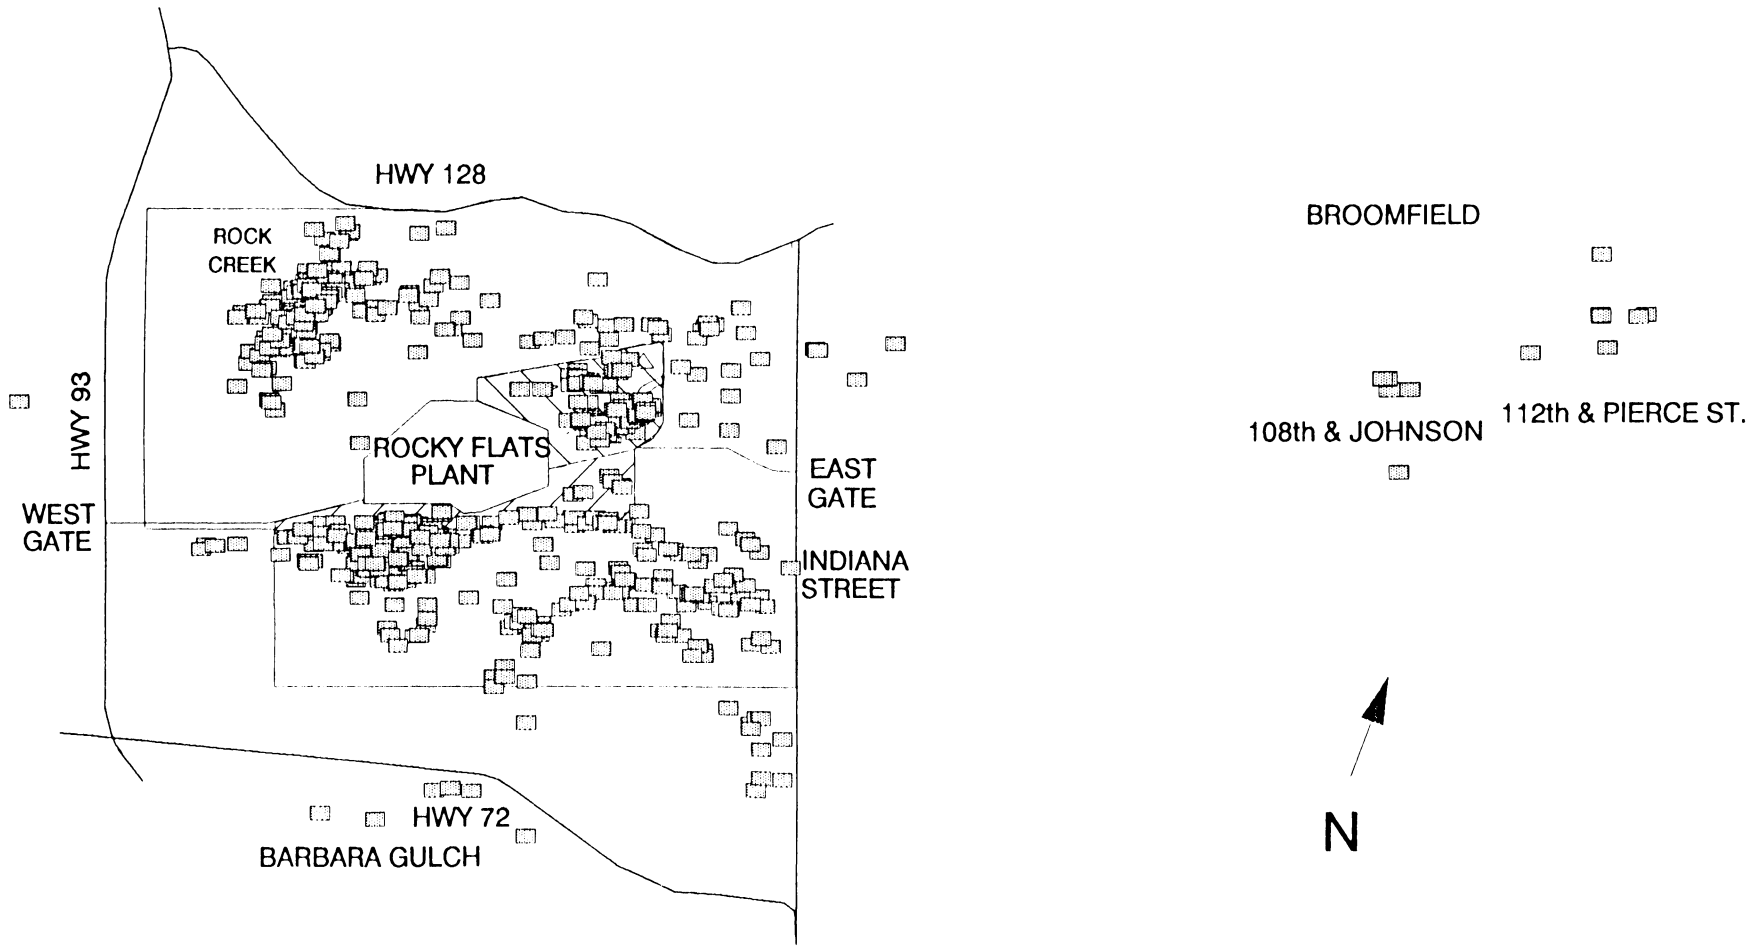 HWY 128
BROOMFIELD
ROCK
CREEK
HWY 93
112th & PIERCE ST.
108th & JOHNSON
ROCKY FLATS
PLANT
EAST
GATE
WEST
GATE
INDIANA
STREET
HWY 72
N
BARBARA GULCH